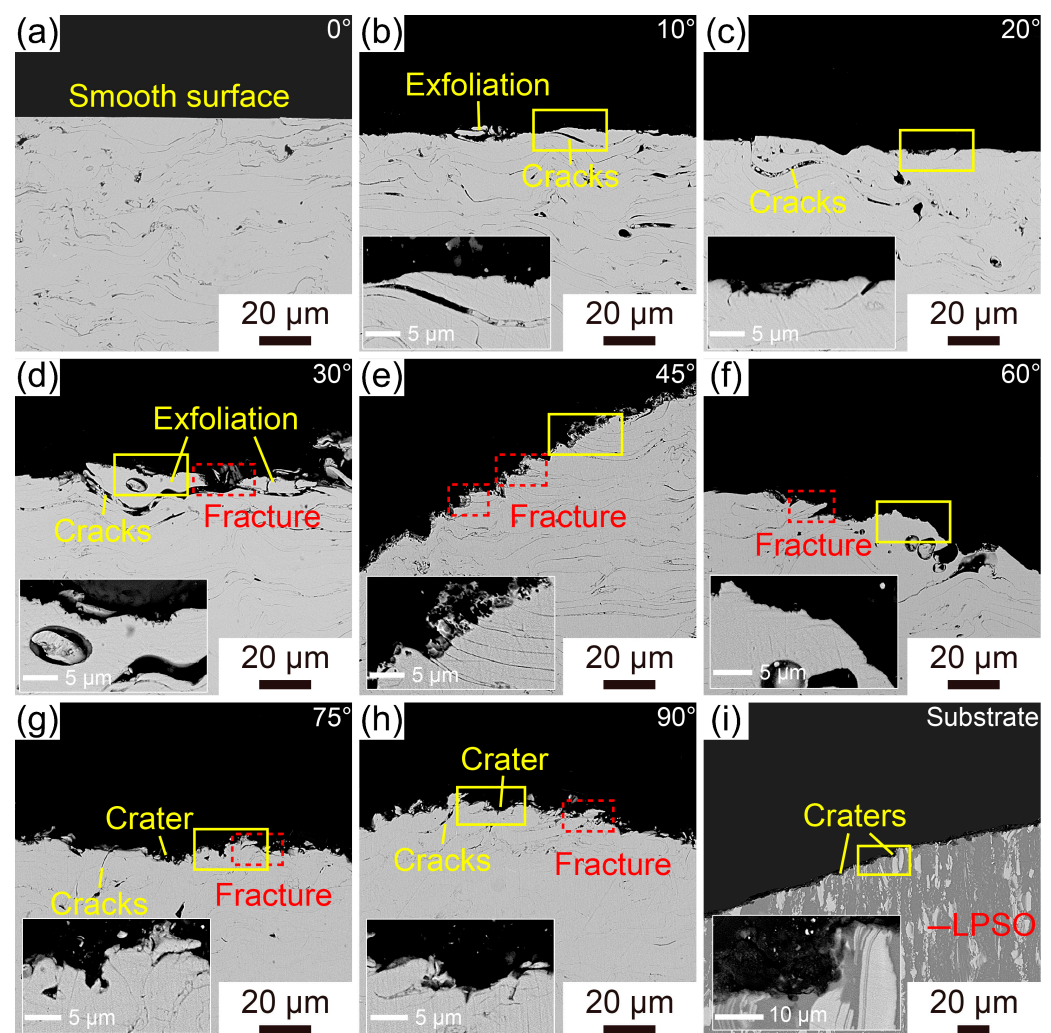 (a) 0°
Smooth surface
20 µm
(b) 10°
Exfoliation
Cracks
5 µm
20 µm
(c) 20°
Cracks
5 µm
20 µm
(d) 30°
Exfoliation
Cracks
Fracture
5 µm
20 µm
(e) 45°
Fracture
5 µm
20 µm
(f) 60°
Fracture
5 µm
20 µm
(g) 75°
Crater
Cracks
Fracture
5 µm
20 µm
(h) 90°
Crater
Cracks
Fracture
5 µm
20 µm
(i) Substrate
Craters
LPSO
10 µm
20 µm